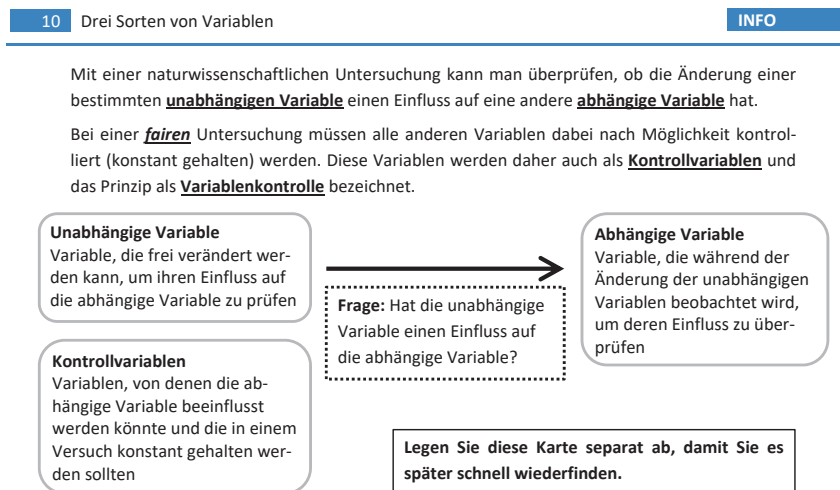 10 Drei Sorten von Variablen INFO
Mit einer naturwissenschaftlichen Untersuchung kann man überprüfen, ob die Änderung einer
bestimmten unabhängigen Variable einen Einfluss auf eine andere abhängige Variable hat.
Bei einer fairen Untersuchung müssen alle anderen Variablen dabei nach Möglichkeit kontrol-
liert (konstant gehalten) werden. Diese Variablen werden daher auch als Kontrollvariablen und
das Prinzip als Variablenkontrolle bezeichnet.
Unabhängige Variable
Variable, die frei verändert wer-
den kann, um ihren Einfluss auf
die abhängige Variable zu prüfen
Frage: Hat die unabhängige
Variable einen Einfluss auf
die abhängige Variable?
Abhängige Variable
Variable, die während der
Änderung der unabhängigen
Variablen beobachtet wird,
um deren Einfluss zu über-
prüfen
Kontrollvariablen
Variablen, von denen die ab-
hängige Variable beeinflusst
werden könnte und die in einem
Versuch konstant gehalten wer-
den sollten
Legen Sie diese Karte separat ab, damit Sie es
später schnell wiederfinden.